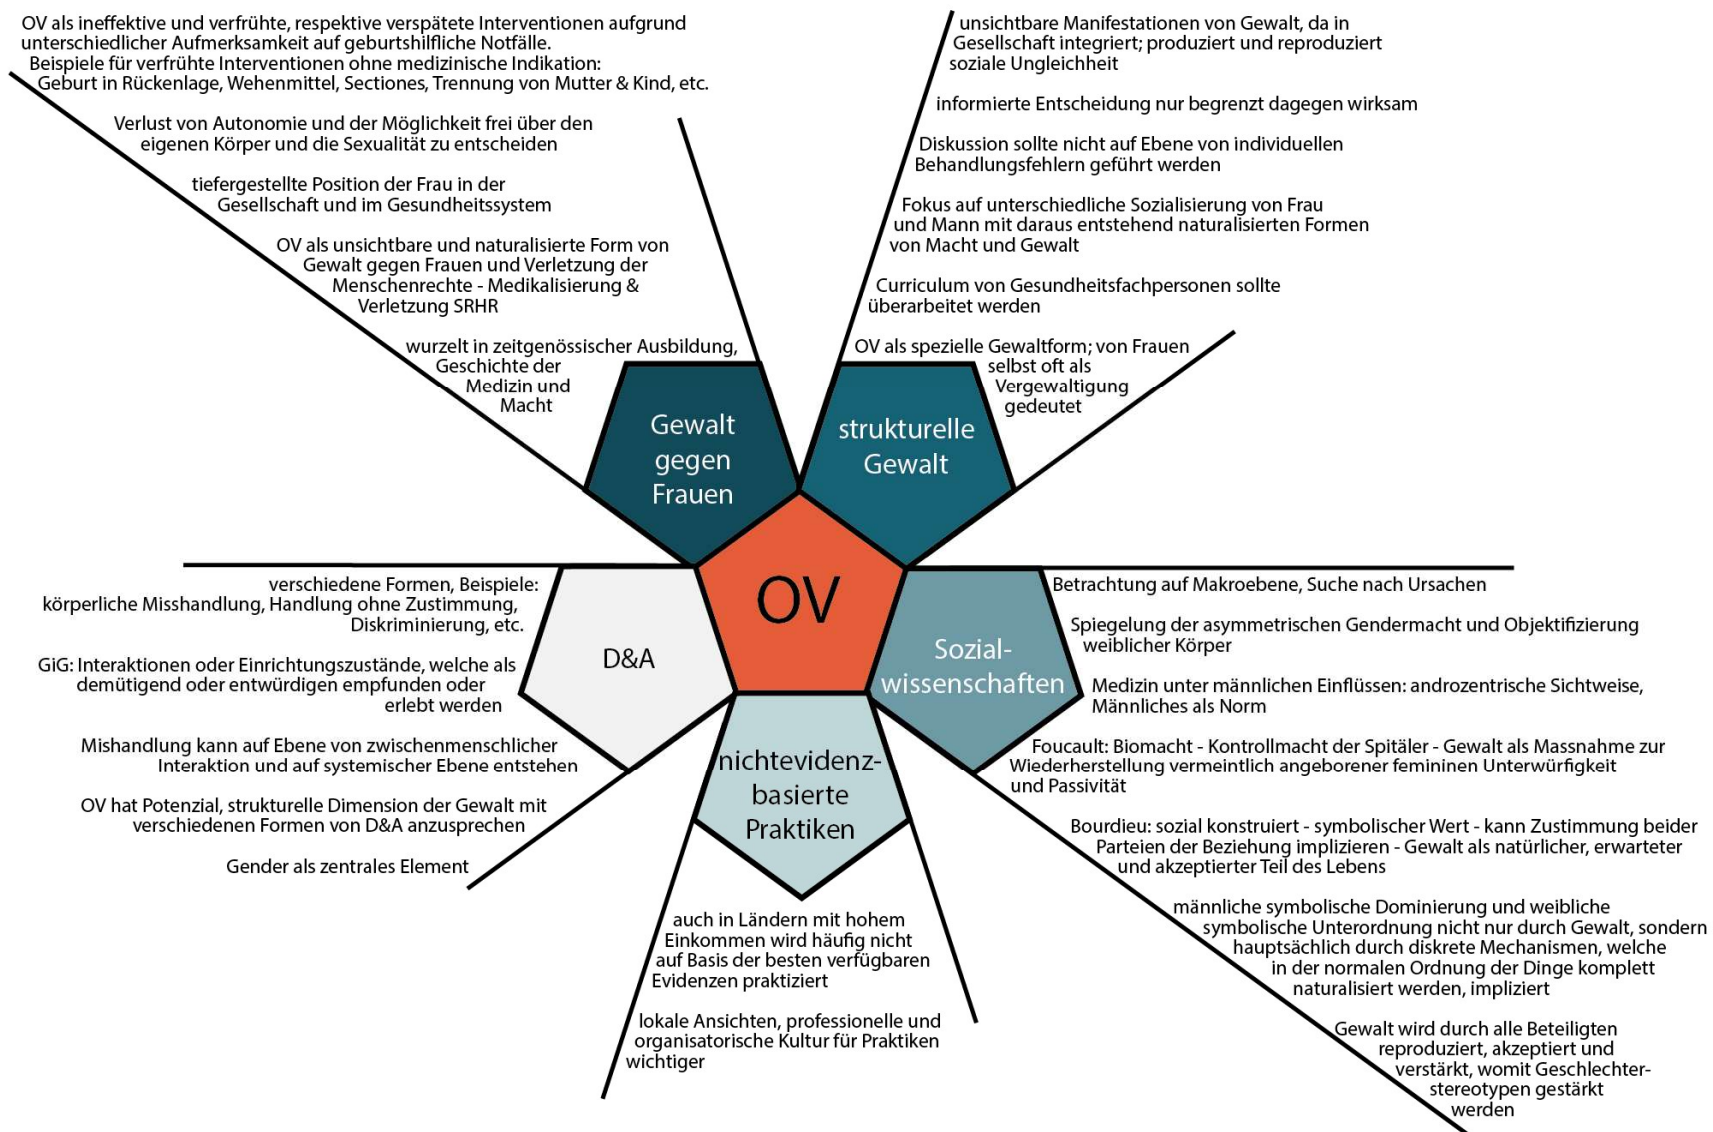 OV als ineffektive und verfrühte, respektive verspätete Interventionen aufgrund
unterschiedlicher Aufmerksamkeit auf geburtshilfliche Notfälle.
Beispiele für verfrühte Interventionen ohne medizinische Indikation:
Geburt in Rückenlage, Wehenmittel, Sectiones, Trennung von Mutter & Kind, etc.
Verlust von Autonomie und der Möglichkeit frei über den
eigenen Körper und die Sexualität zu entscheiden
tiefergestellte Position der Frau in der
Gesellschaft und im Gesundheitssystem
OV als unsichtbare und naturalisierte Form von
Gewalt gegen Frauen und Verletzung der
Menschenrechte - Medikalisierung &
Verletzung SRHR
wurzelt in zeitgenössischer Ausbildung,
Geschichte der
Medizin und
Macht
Gewalt
gegen
Frauen
unsichtbare Manifestationen von Gewalt, da in
Gesellschaft integriert; produziert und reproduziert
soziale Ungleichheit
informierte Entscheidung nur begrenzt dagegen wirksam
Diskussion sollte nicht auf Ebene von individuellen
Behandlungsfehlern geführt werden
Fokus auf unterschiedliche Sozialisierung von Frau
und Mann mit daraus entstehend naturalisierten Formen
von Macht und Gewalt
Curriculum von Gesundheitsfachpersonen sollte
überarbeitet werden
OV als spezielle Gewaltform; von Frauen
selbst oft als
Vergewaltigung
gedeutet
strukturelle
Gewalt
OV
verschiedene Formen, Beispiele:
körperliche Misshandlung, Handlung ohne Zustimmung,
Diskriminierung, etc.
GiG: Interaktionen oder Einrichtungszustände, welche als
demütigend oder entwürdigen empfunden oder
erlebt werden
Mishandlung kann auf Ebene von zwischenmenschlicher
Interaktion und auf systemischer Ebene entstehen
OV hat Potenzial, strukturelle Dimension der Gewalt mit
verschiedenen Formen von D&A anzusprechen
Gender als zentrales Element
D&A
Sozial-
wissenschaften
Betrachtung auf Makroebene, Suche nach Ursachen
Spiegelung der asymmetrischen Gendermacht und Objektifizierung
weiblicher Körper
Medizin unter männlichen Einflüssen: androzentrische Sichtweise,
Männliches als Norm
Foucault: Biomacht - Kontrollmacht der Spitäler - Gewalt als Massnahme zur
Wiederherstellung vermeintlich angeborener femininen Unterwürfigkeit
und Passivität
Bourdieu: sozial konstruiert - symbolischer Wert - kann Zustimmung beider
Parteien der Beziehung implizieren - Gewalt als natürlicher, erwarteter
und akzeptierter Teil des Lebens
männliche symbolische Dominierung und weibliche
symbolische Unterordnung nicht nur durch Gewalt, sondern
hauptsächlich durch diskrete Mechanismen, welche
in der normalen Ordnung der Dinge komplett
naturalisiert werden, impliziert
Gewalt wird durch alle Beteiligten
reproduziert, akzeptiert und
verstärkt, womit Geschlechter-
stereotypen gestärkt
werden
nichtevidenz-
basierte
Praktiken
auch in Ländern mit hohem
Einkommen wird häufig nicht
auf Basis der besten verfügbaren
Evidenzen praktiziert
lokale Ansichten, professionelle und
organisatorische Kultur für Praktiken
wichtiger